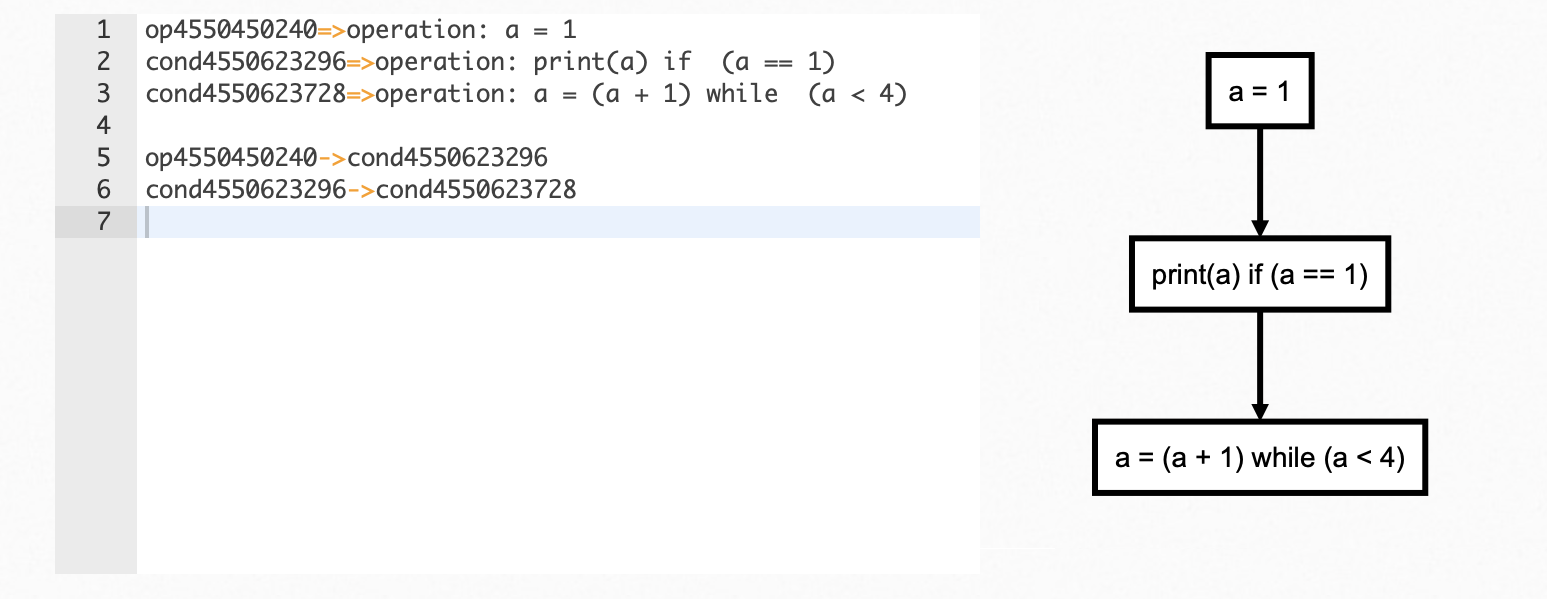 1 op4550450240=>operation: a = 1
2 cond4550623296=>operation: print(a) if  (a == 1)
3 cond4550623728=>operation: a = (a + 1) while  (a < 4)
4
5 op4550450240->cond4550623296
6 cond4550623296->cond4550623728
7
a = 1
print(a) if (a == 1)
a = (a + 1) while (a < 4)